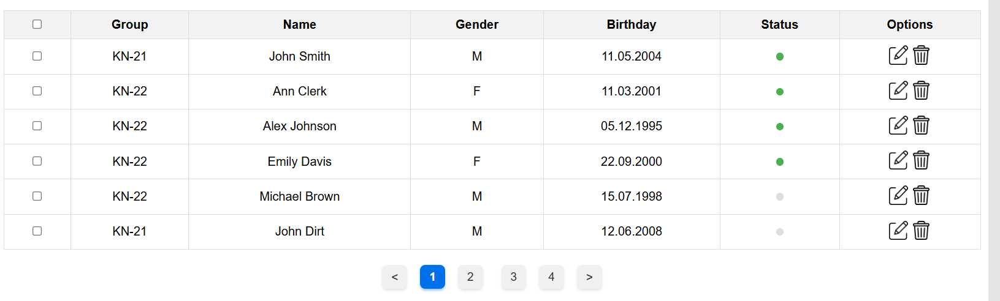 Group Name Gender Birthday Status Options
KN-21 John Smith M 11.05.2004
KN-22 Ann Clerk F 11.03.2001
KN-22 Alex Johnson M 05.12.1995
KN-22 Emily Davis F 22.09.2000
KN-22 Michael Brown M 15.07.1998
KN-21 John Dirt M 12.06.2008
< 1 2 3 4 >